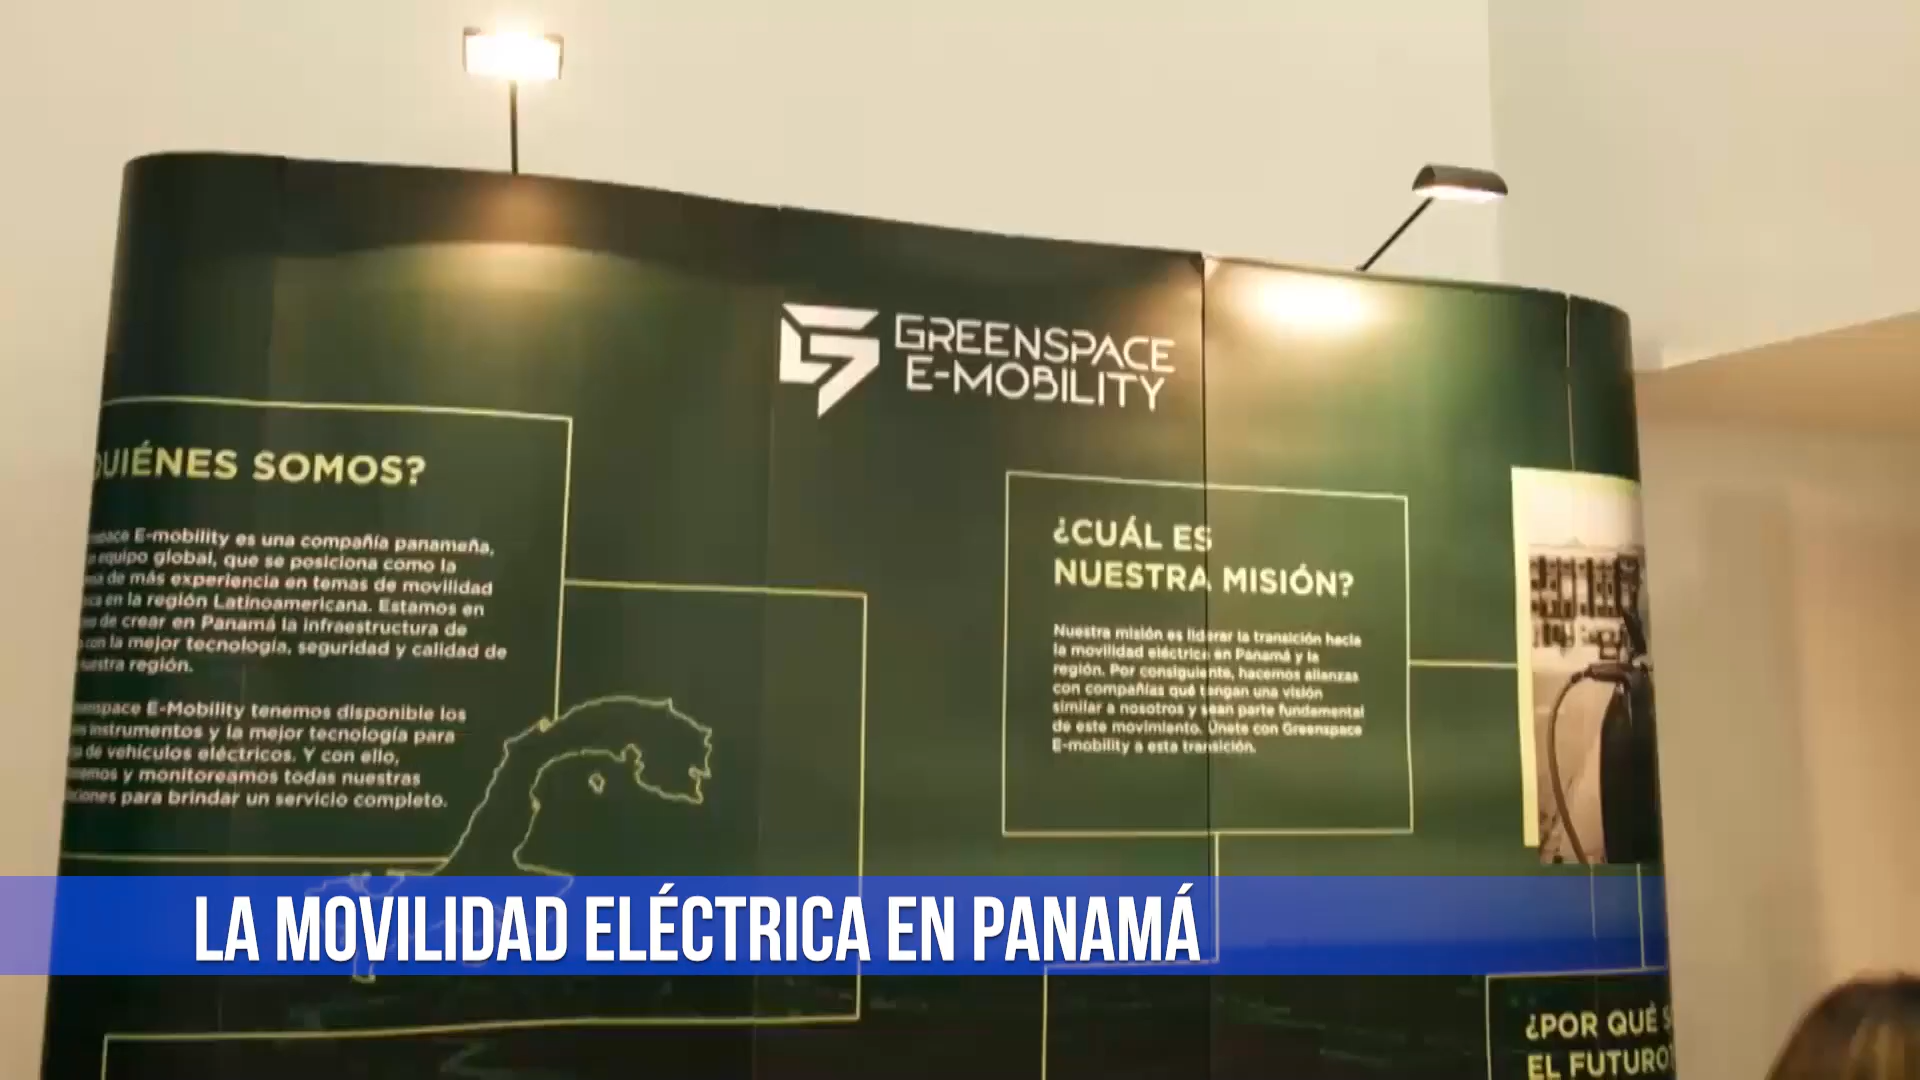 GREENSPACE
E-MOBILITY
QUIÉNES SOMOS?
E-mobility es una compañía panameña,
equipo global, que se posiciona como la
de más experiencia en temas de movilidad
en la región Latinoamericana. Estamos en
de crear en Panamá la infraestructura de
con la mejor tecnología, seguridad y calidad de
nuestra región.
E-Mobility tenemos disponible los
instrumentos y la mejor tecnología para
de vehículos eléctricos. Y con ello,
y monitoreamos todas nuestras
para brindar un servicio completo.
¿CUÁL ES
NUESTRA MISIÓN?
Nuestra misión es liderar la transición hacia
la movilidad eléctrica en Panamá y la
región. Por consiguiente, hacemos alianzas
con compañías que tengan una visión
similar a nosotros y sean parte fundamental
de este movimiento. Únete con Greenspace
E-mobility a esta transición.
LA MOVILIDAD ELÉCTRICA EN PANAMÁ
¿POR QUÉ
EL FUTURO?